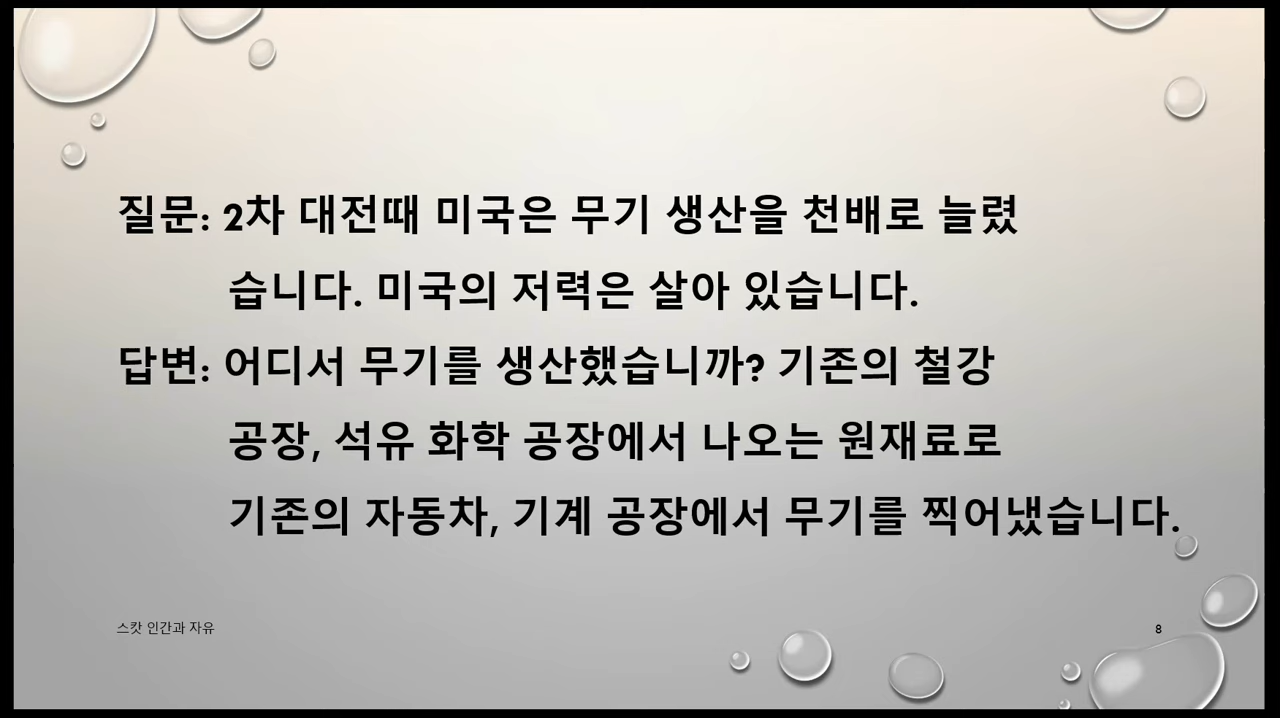 질문: 2차 대전때 미국은 무기 생산을 천배로 늘렸
습니다. 미국의 저력은 살아 있습니다.
답변: 어디서 무기를 생산했습니까? 기존의 철강
공장, 석유 화학 공장에서 나오는 원재료로
기존의 자동차, 기계 공장에서 무기를 찍어냈습니다.
스캇 인간과 자유
8